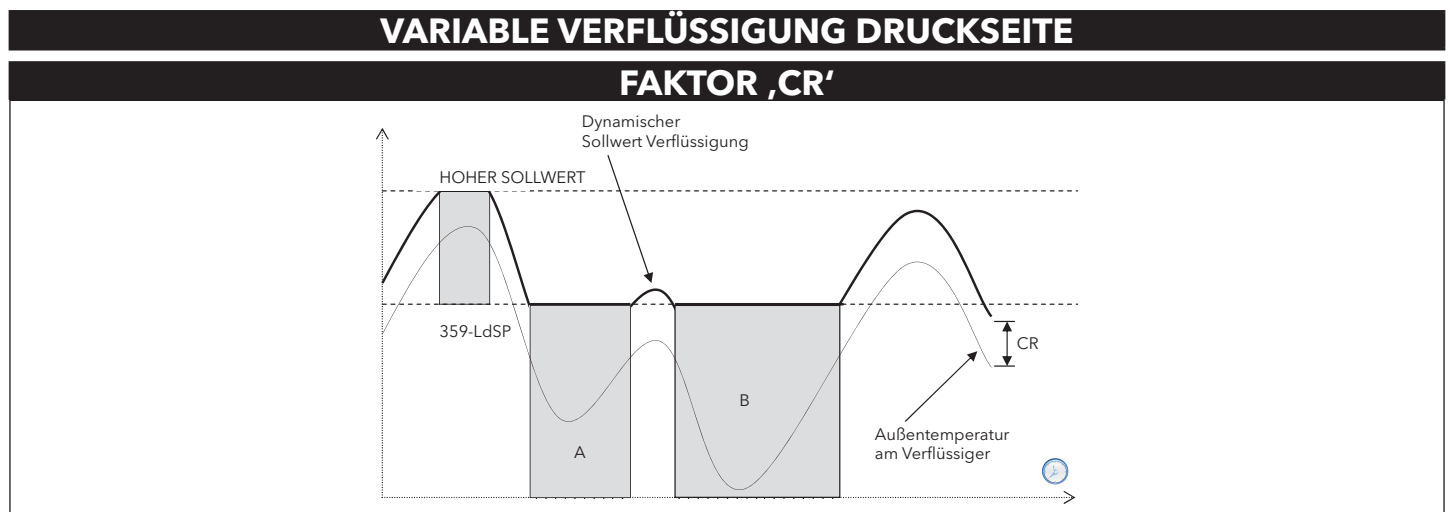 VARIABLE VERFLÜSSIGUNG DRUCKSEITE
FAKTOR ‚CR‘
Dynamischer
Sollwert Verflüssigung
HOHER SOLLWERT
359-LdSP
CR
B
Außentemperatur
am Verflüssiger
A